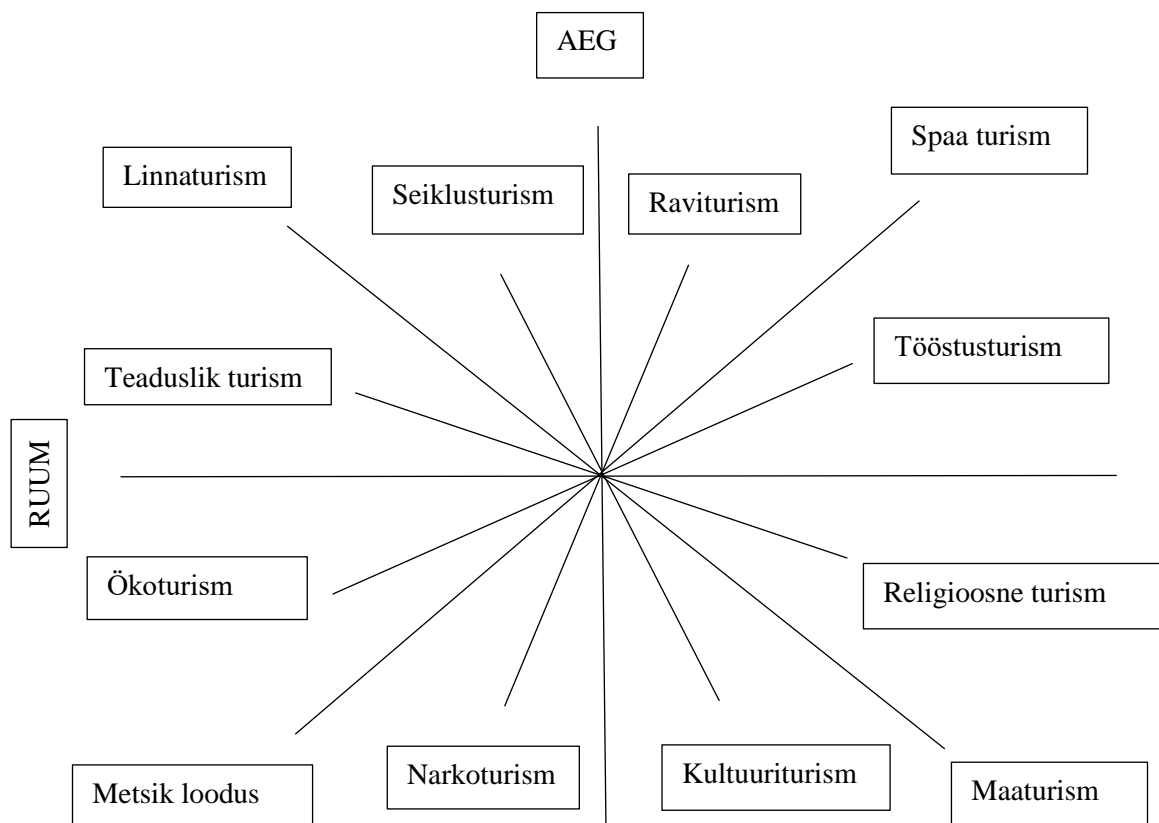 AEG
Spaa turism
Linnaturism
Seiklusturism
Raviturism
Tööstusturism
Teaduslik turism
RUUM
Ökoturism
Religioosne turism
Metsik loodus
Narkoturism
Kultuuriturism
Maaturism